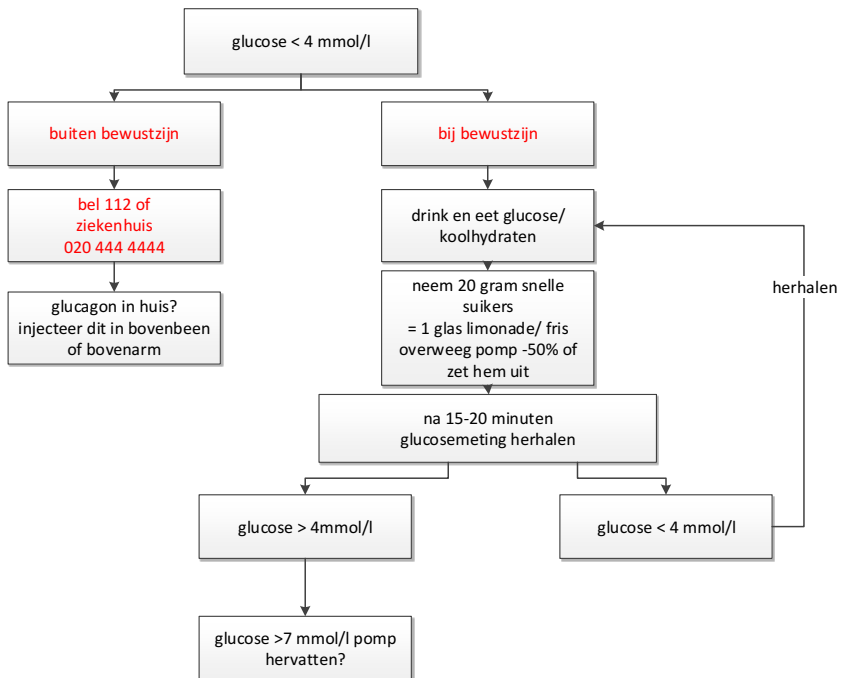 glucose < 4 mmol/l
buiten bewustzijn
bij bewustzijn
bel 112 of
ziekenhuis
020 444 4444
drink en eet glucose/
koolhydraten
glucagon in huis?
injecteer dit in bovenbeen
of bovenarm
neem 20 gram snelle
suikers
= 1 glas limonade/ fris
overweeg pomp -50% of
zet hem uit
herhalen
na 15-20 minuten
glucosemeting herhalen
glucose > 4mmol/l
glucose < 4 mmol/l
glucose >7 mmol/l pomp
hervatten?